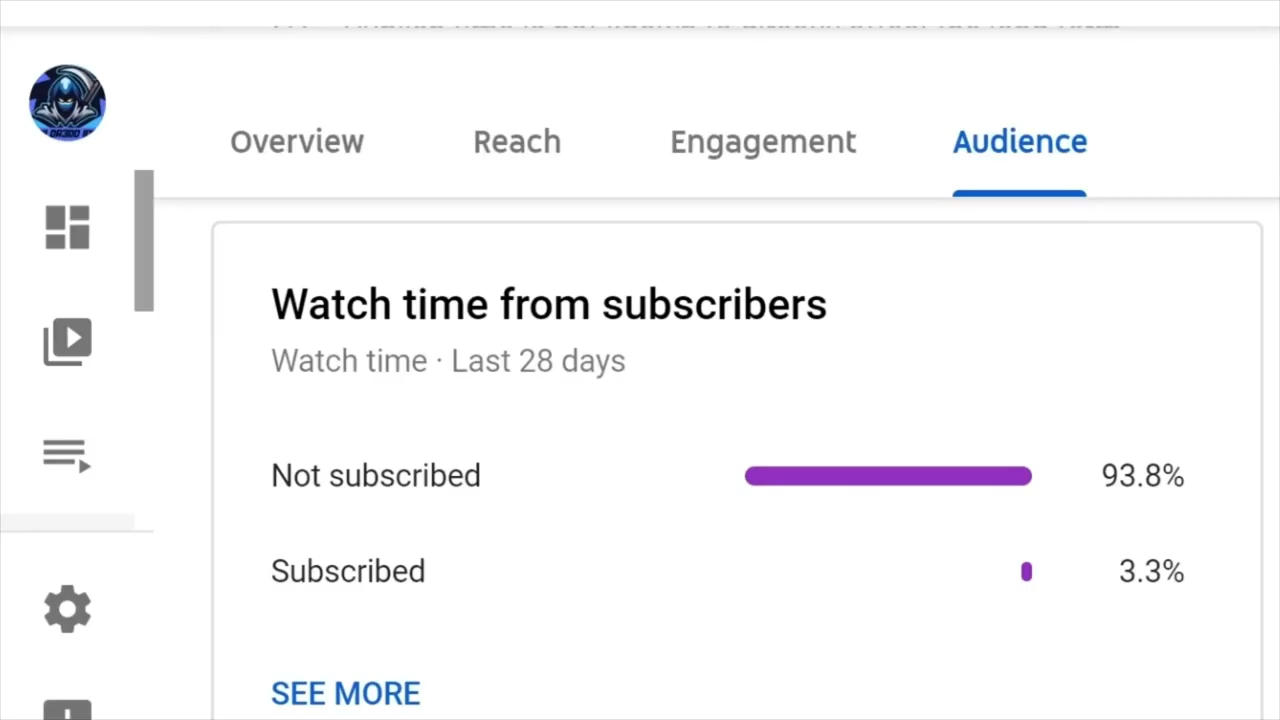 Overview Reach Engagement Audience
Watch time from subscribers
Watch time · Last 28 days
Not subscribed 93.8%
Subscribed 3.3%
SEE MORE